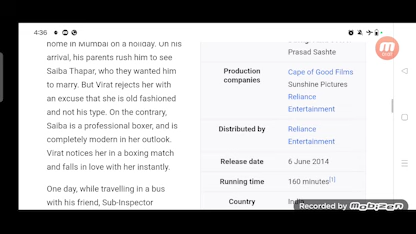 4:36
home in Mumbai on a holiday. On his
arrival, his parents rush him to see
Saiba Thapar, who they wanted him
to marry. But Virat rejects her with
an excuse that she is old fashioned
and not his type. On the contrary,
Saiba is a professional boxer, and is
completely modern in her outlook.
Virat notices her in a boxing match
and falls in love with her instantly.
One day, while travelling in a bus
with his friend, Sub-Inspector
Prasad Sashte
Production companies
Cape of Good Films
Sunshine Pictures
Reliance
Entertainment
Distributed by
Reliance
Entertainment
Release date
6 June 2014
Running time
160 minutes[1]
Country
Recorded by mobizen